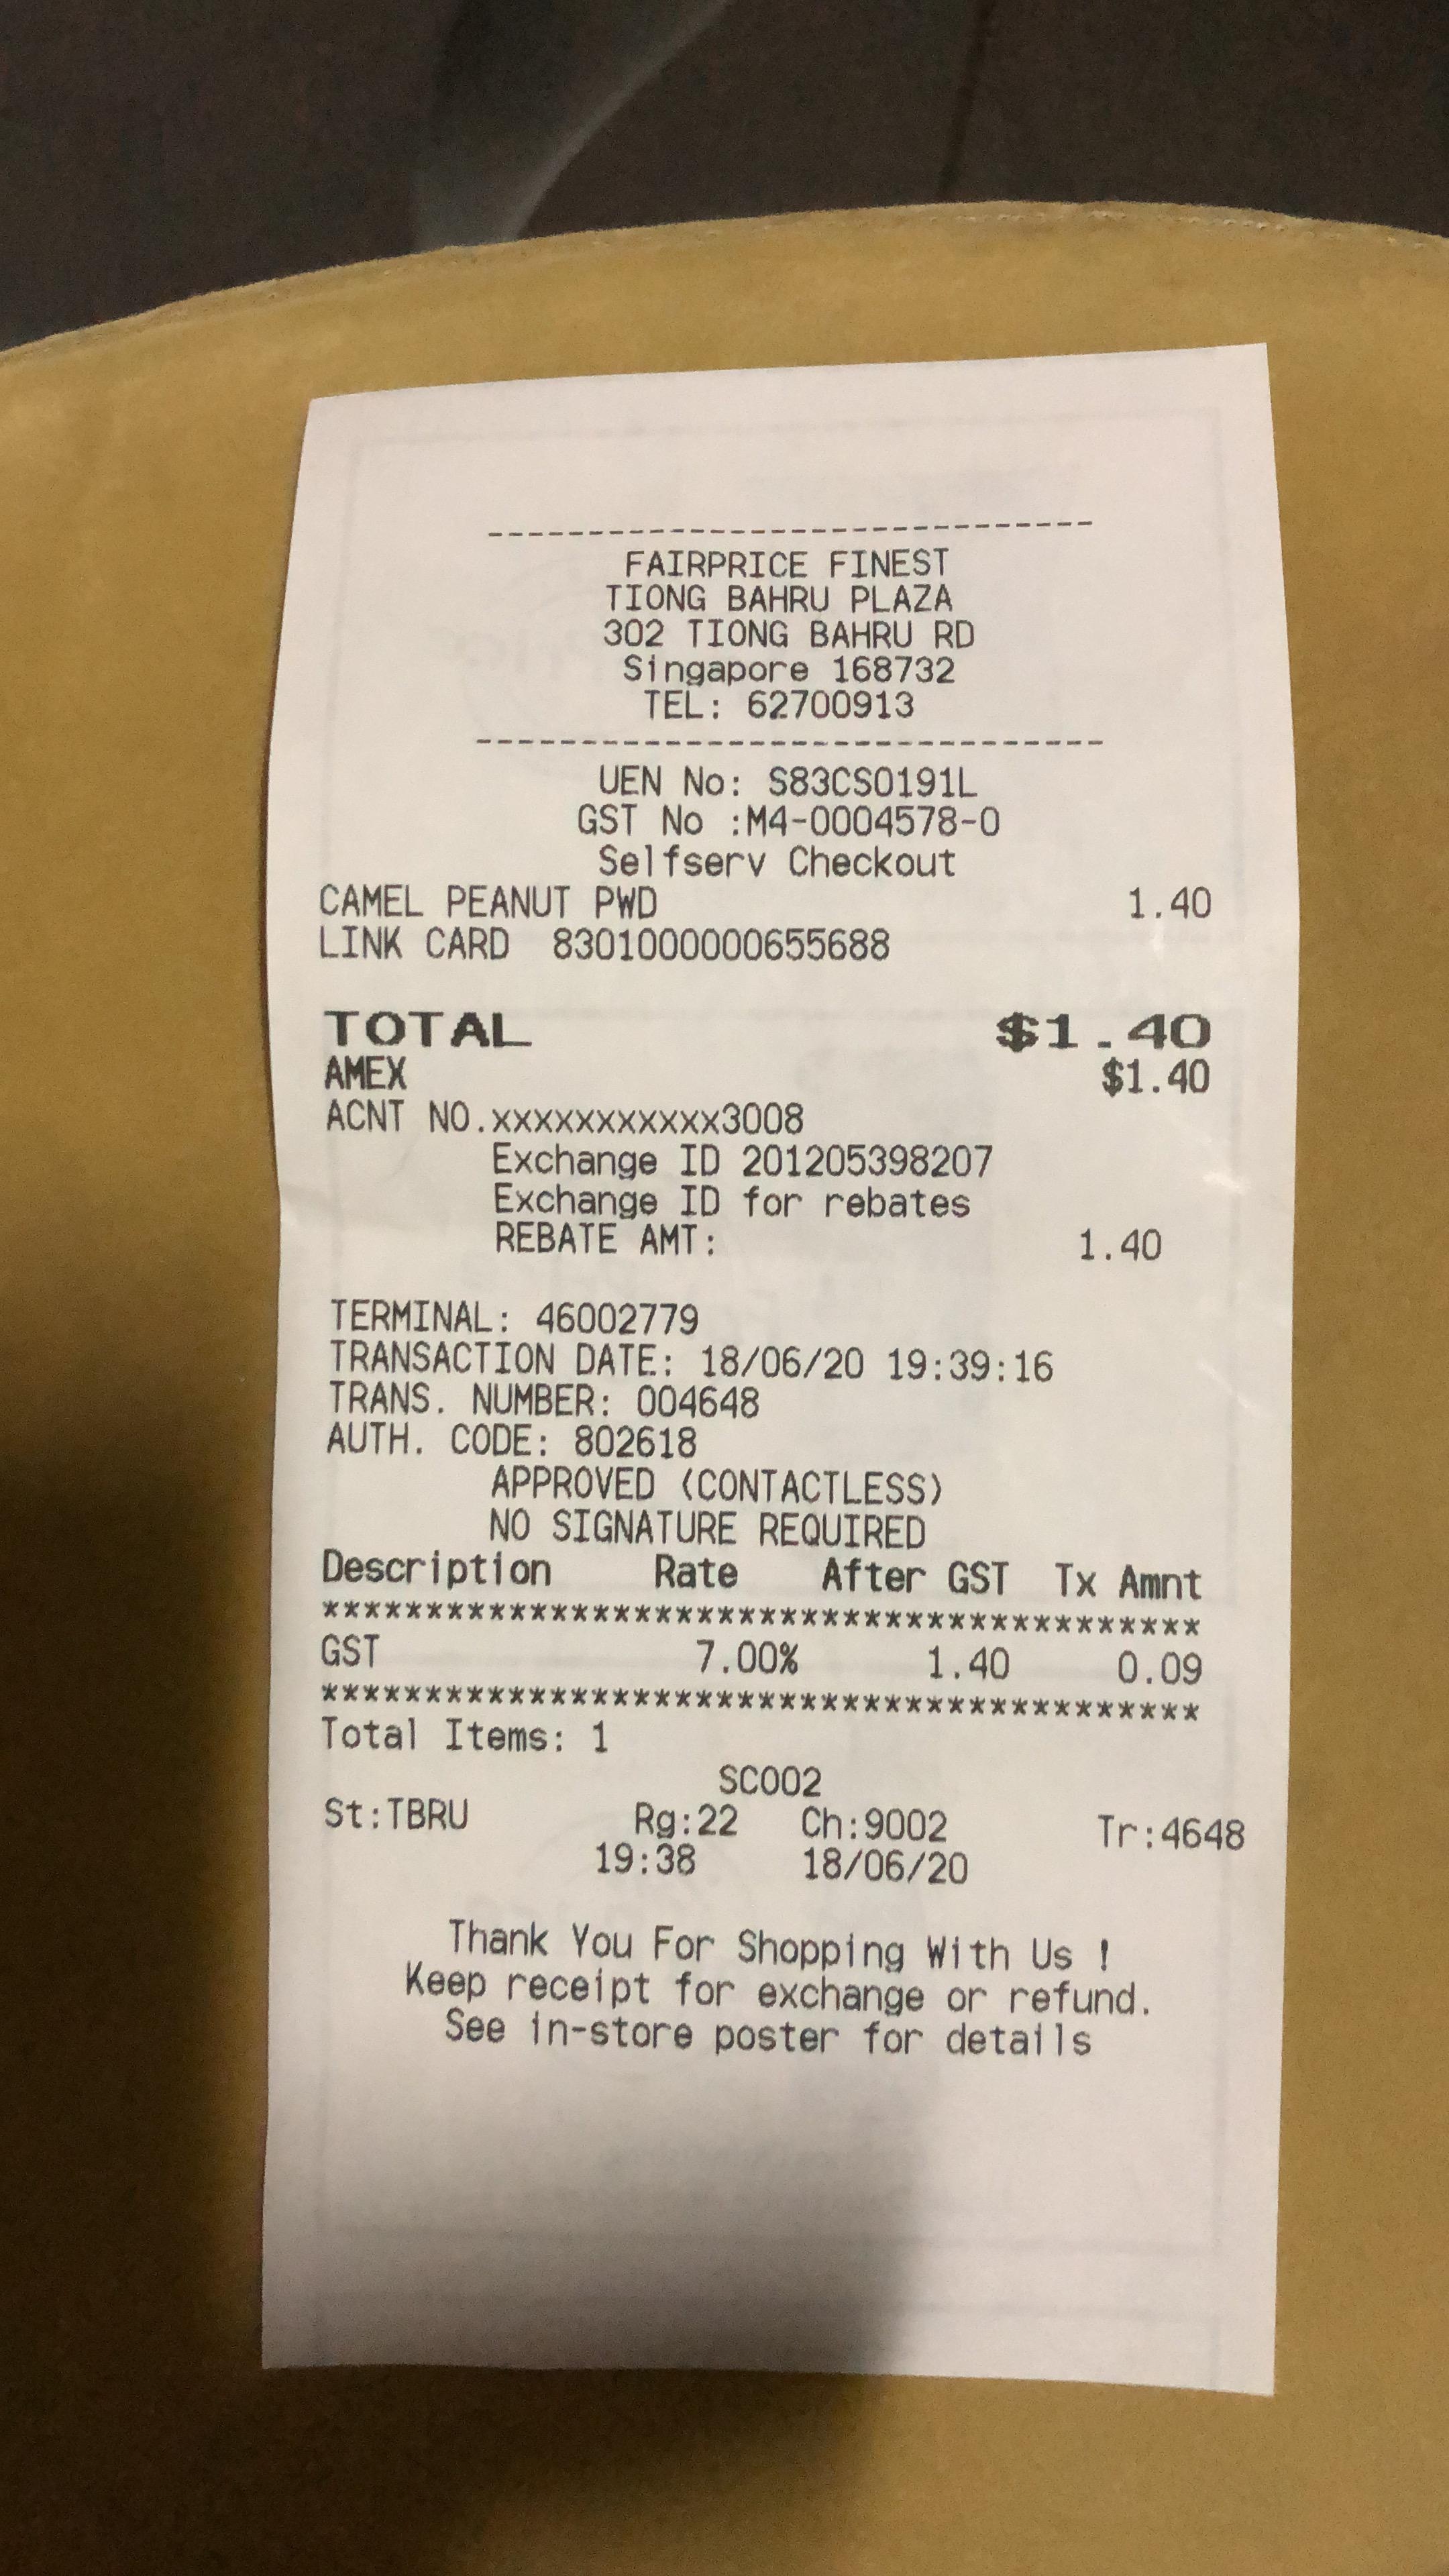 ------------------------------
FAIRPRICE FINEST
TIONG BAHRU PLAZA
302 TIONG BAHRU RD
Singapore 168732
TEL: 62700913
-------------------------------
UEN No: S83CS0191L
GST No :M4-0004578-0
Selfserv Checkout
CAMEL PEANUT PWD 1.40
LINK CARD 8301000000655688
TOTAL $1.40
AMEX $1.40
ACNT NO.xxxxxxxxxxx3008
Exchange ID 201205398207
Exchange ID for rebates
REBATE AMT: 1.40
TERMINAL: 46002779
TRANSACTION DATE: 18/06/20 19:39:16
TRANS. NUMBER: 004648
AUTH. CODE: 802618
APPROVED (CONTACTLESS)
NO SIGNATURE REQUIRED
Description Rate After GST Tx Amnt
******************************************
GST 7.00% 1.40 0.09
******************************************
Total Items: 1
SC002
St:TBRU Rg:22 Ch:9002 Tr:4648
19:38 18/06/20
Thank You For Shopping With Us !
Keep receipt for exchange or refund.
See in-store poster for details